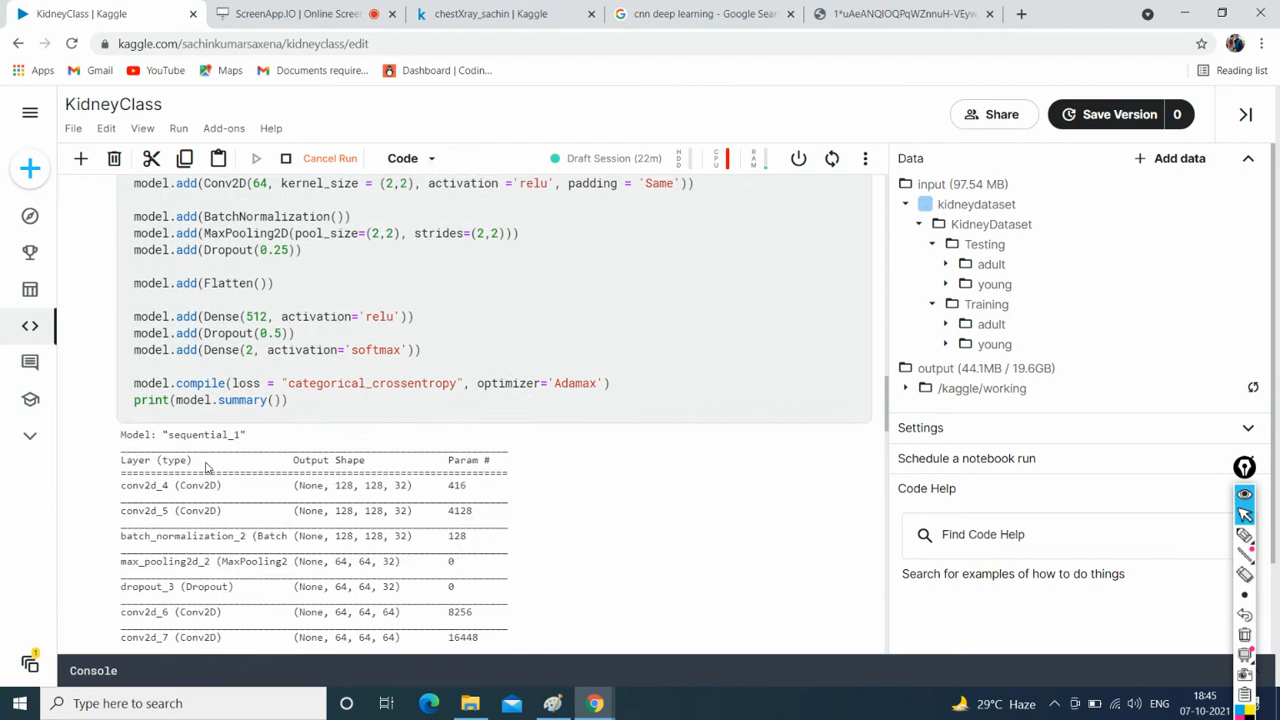 KidneyClass | Kaggle
ScreenApp.IO | Online Screen
chestXray_sachin | Kaggle
cnn deep learning - Google Sear
1*uAeANQIOQPqWZnnuH-VEyw
kaggle.com/sachinkumarsaxena/kidneyclass/edit
Apps
Gmail
YouTube
Maps
Documents require...
Dashboard | Codin...
Reading list
KidneyClass
File Edit View Run Add-ons Help
Share
Save Version 0
Cancel Run
Code
Draft Session (22m)
HDD
CPU
RAM
model.add(Conv2D(64, kernel_size = (2,2), activation ='relu', padding = 'Same'))
model.add(BatchNormalization())
model.add(MaxPooling2D(pool_size=(2,2), strides=(2,2)))
model.add(Dropout(0.25))
model.add(Flatten())
model.add(Dense(512, activation='relu'))
model.add(Dropout(0.5))
model.add(Dense(2, activation='softmax'))
model.compile(loss = "categorical_crossentropy", optimizer='Adamax')
print(model.summary())
Model: "sequential_1"
Layer (type) Output Shape Param #
conv2d_4 (Conv2D) (None, 128, 128, 32) 416
conv2d_5 (Conv2D) (None, 128, 128, 32) 4128
batch_normalization_2 (Batch (None, 128, 128, 32) 128
max_pooling2d_2 (MaxPooling2 (None, 64, 64, 32) 0
dropout_3 (Dropout) (None, 64, 64, 32) 0
conv2d_6 (Conv2D) (None, 64, 64, 64) 8256
conv2d_7 (Conv2D) (None, 64, 64, 64) 16448
Console
Data
Add data
input (97.54 MB)
kidneydataset
KidneyDataset
Testing
adult
young
Training
adult
young
output (44.1MB / 19.6GB)
/kaggle/working
Settings
Schedule a notebook run
Code Help
Find Code Help
Search for examples of how to do things
1
Type here to search
29°C Haze
18:45
07-10-2021